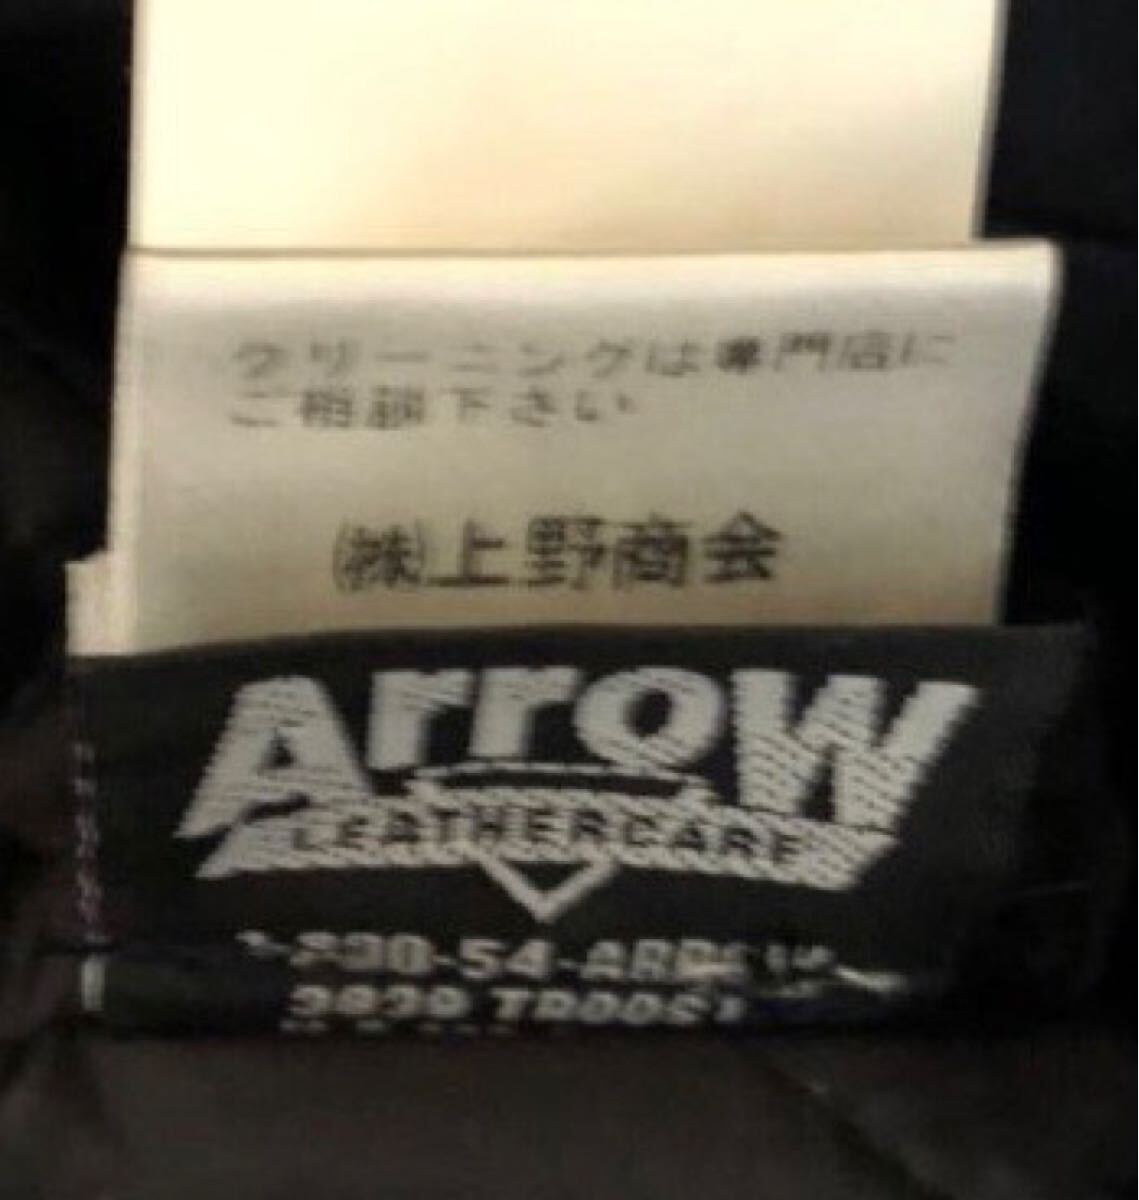 クリーニングは専門店に
ご相談下さい
㈱上野商会
Arrow
LEATHERCARE
TROOST